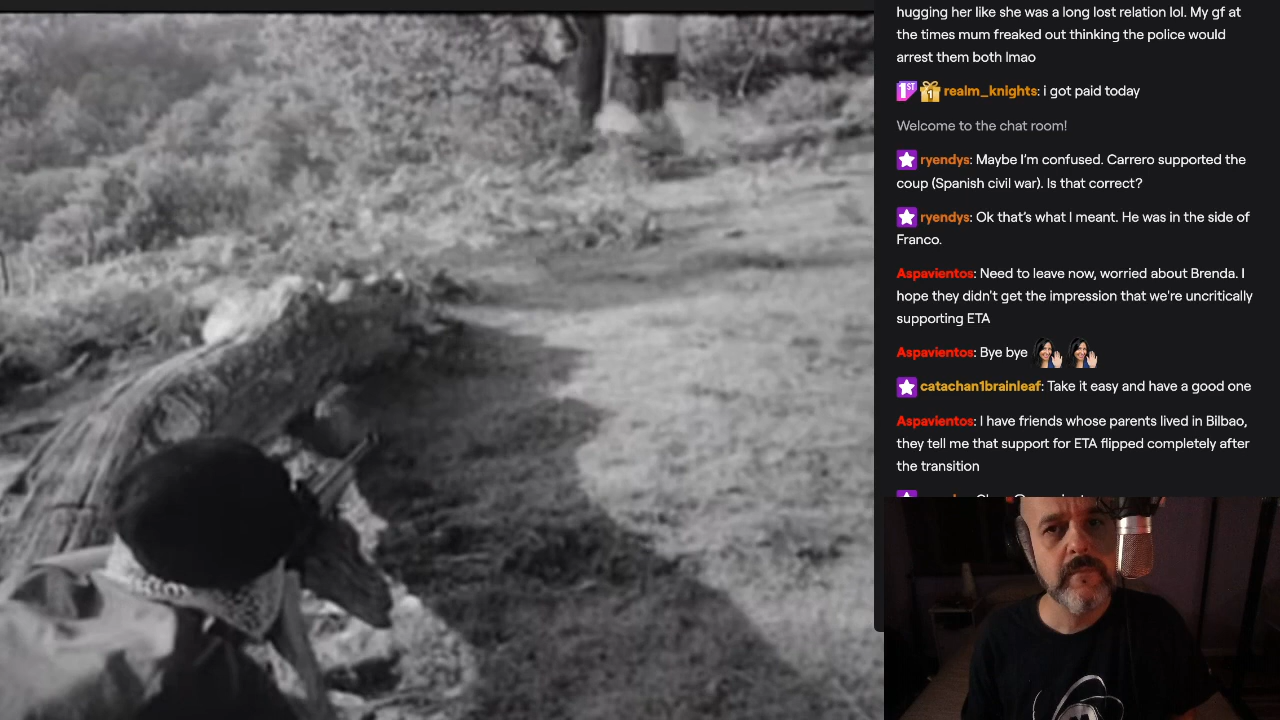 hugging her like she was a long lost relation lol. My gf at
the times mum freaked out thinking the police would
arrest them both lmao
1ST 1 realm_knights: i got paid today
Welcome to the chat room!
ryendys: Maybe I'm confused. Carrero supported the
coup (Spanish civil war). Is that correct?
ryendys: Ok that's what I meant. He was in the side of
Franco.
Aspavientos: Need to leave now, worried about Brenda. I
hope they didn't get the impression that we're uncritically
supporting ETA
Aspavientos: Bye bye
catachan1brainleaf: Take it easy and have a good one
Aspavientos: I have friends whose parents lived in Bilbao,
they tell me that support for ETA flipped completely after
the transition